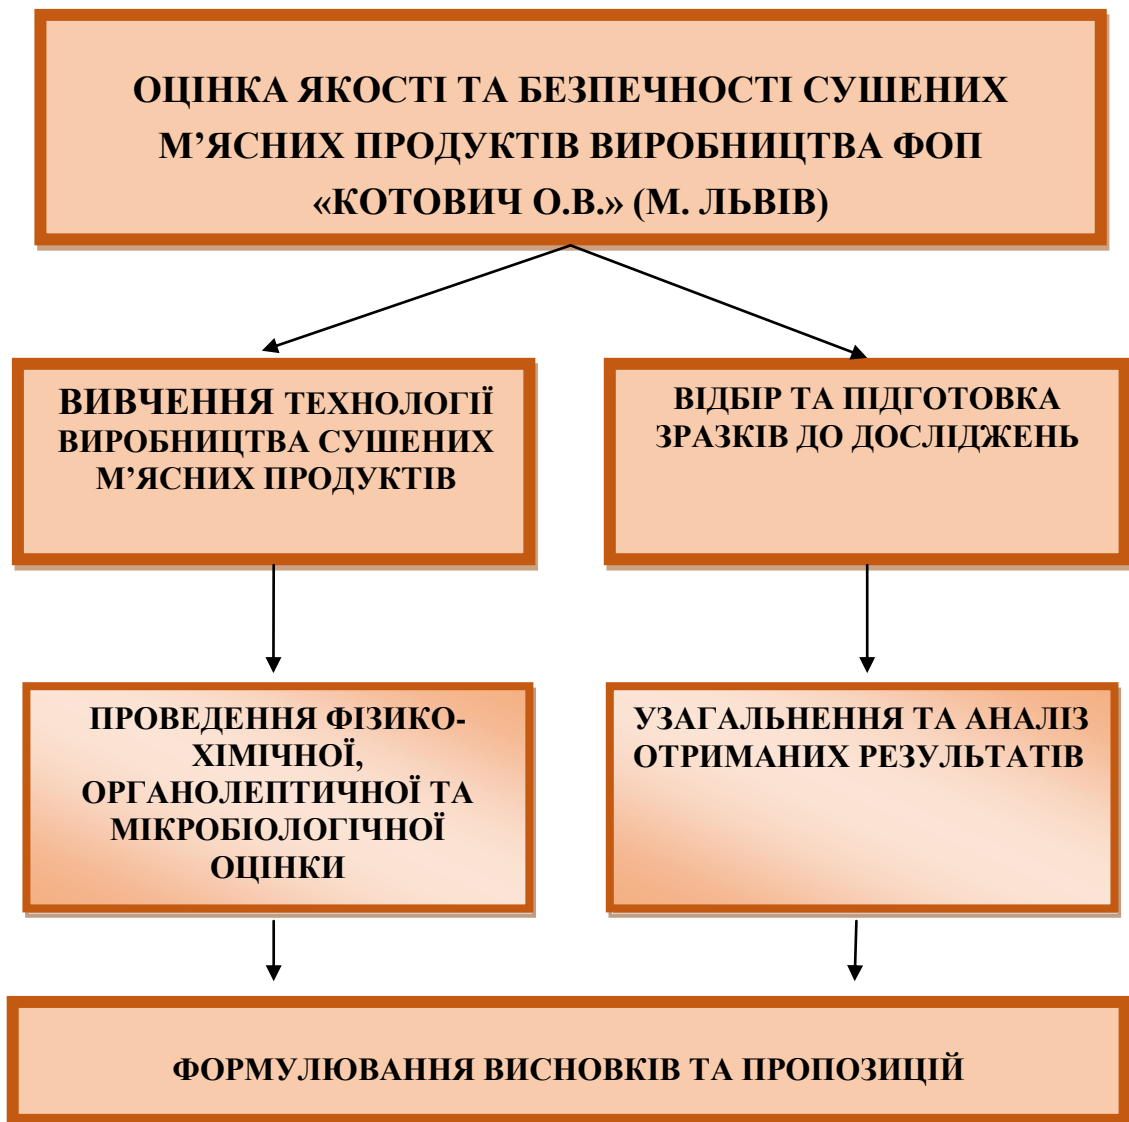 ОЦІНКА ЯКОСТІ ТА БЕЗПЕЧНОСТІ СУШЕНИХ
М’ЯСНИХ ПРОДУКТІВ ВИРОБНИЦТВА ФОП
«КОТОВИЧ О.В.» (М. ЛЬВІВ)
ВИВЧЕННЯ ТЕХНОЛОГІЇ
ВИРОБНИЦТВА СУШЕНИХ
М’ЯСНИХ ПРОДУКТІВ
ВІДБІР ТА ПІДГОТОВКА
ЗРАЗКІВ ДО ДОСЛІДЖЕНЬ
ПРОВЕДЕННЯ ФІЗИКО-
ХІМІЧНОЇ,
ОРГАНОЛЕПТИЧНОЇ ТА
МІКРОБІОЛОГІЧНОЇ
ОЦІНКИ
УЗАГАЛЬНЕННЯ ТА АНАЛІЗ
ОТРИМАНИХ РЕЗУЛЬТАТІВ
ФОРМУЛЮВАННЯ ВИСНОВКІВ ТА ПРОПОЗИЦІЙ